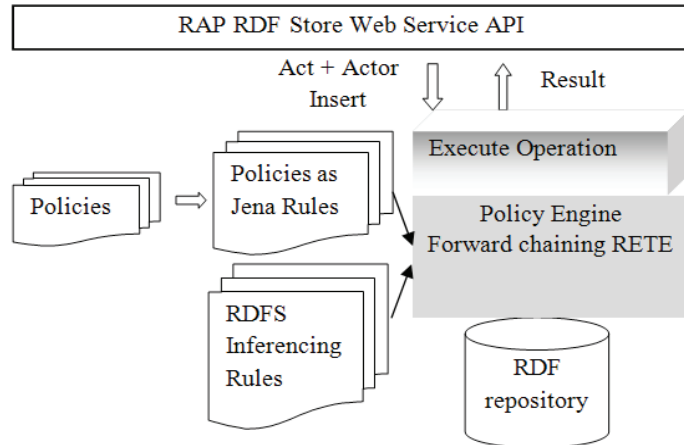 RAP RDF Store Web Service API
Act + Actor
Insert
Result
Execute Operation
Policies
Policies as
Jena Rules
Policy Engine
Forward chaining RETE
RDFS
Inferencing
Rules
RDF
repository